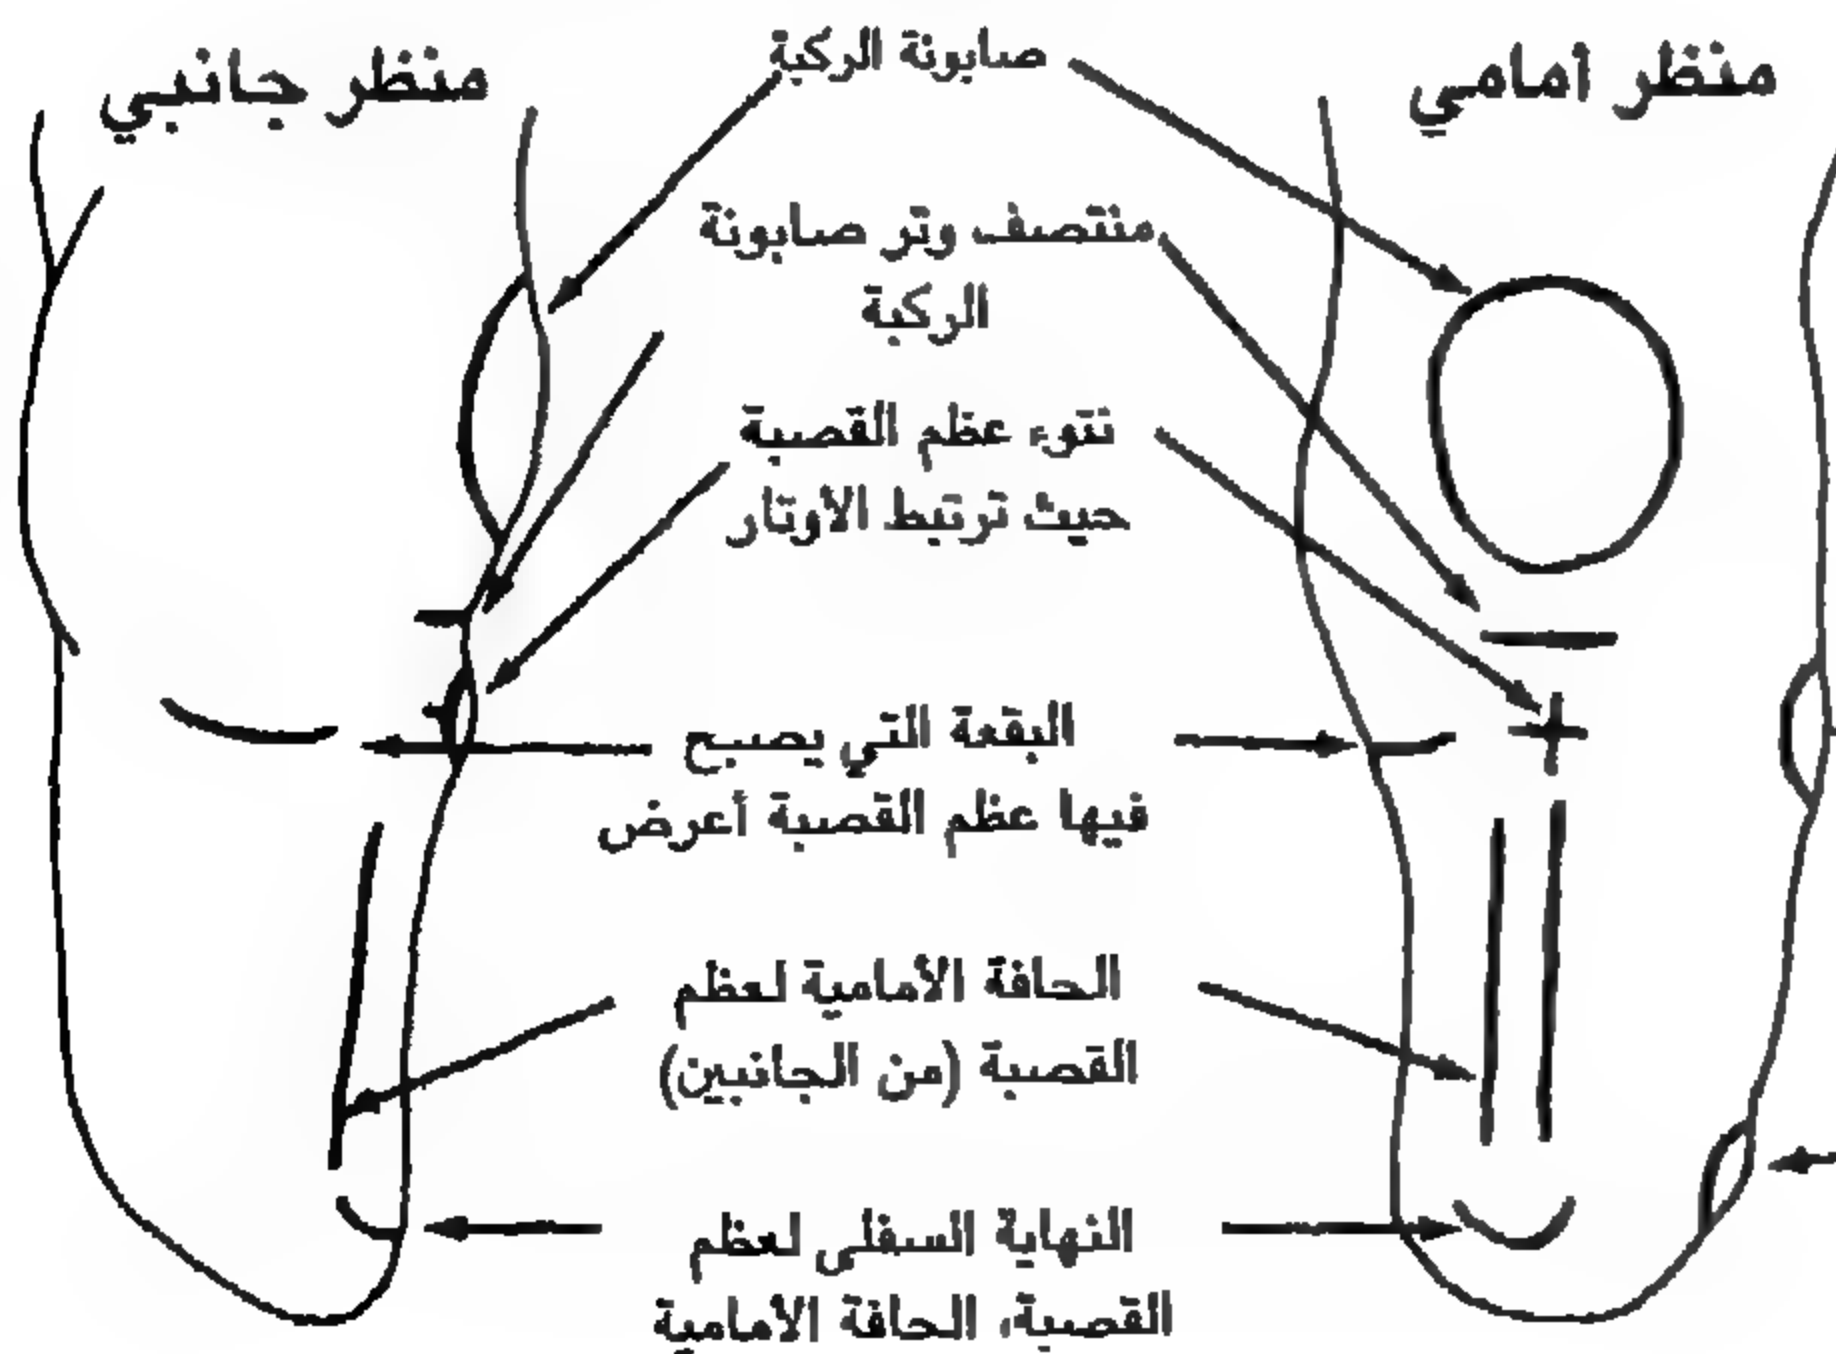 منظر أمامي
منظر جانبي
صابونة الركبة
منتصف وتر صابونة
الركبة
نتوء عظم القصبة
حيث ترتبط الأوتار
البقعة التي يصبح
فيها عظم القصبة أعرض
الحافة الأمامية لعظم
القصبة (من الجانبين)
النهاية السفلى لعظم
القصبة، الحافة الأمامية